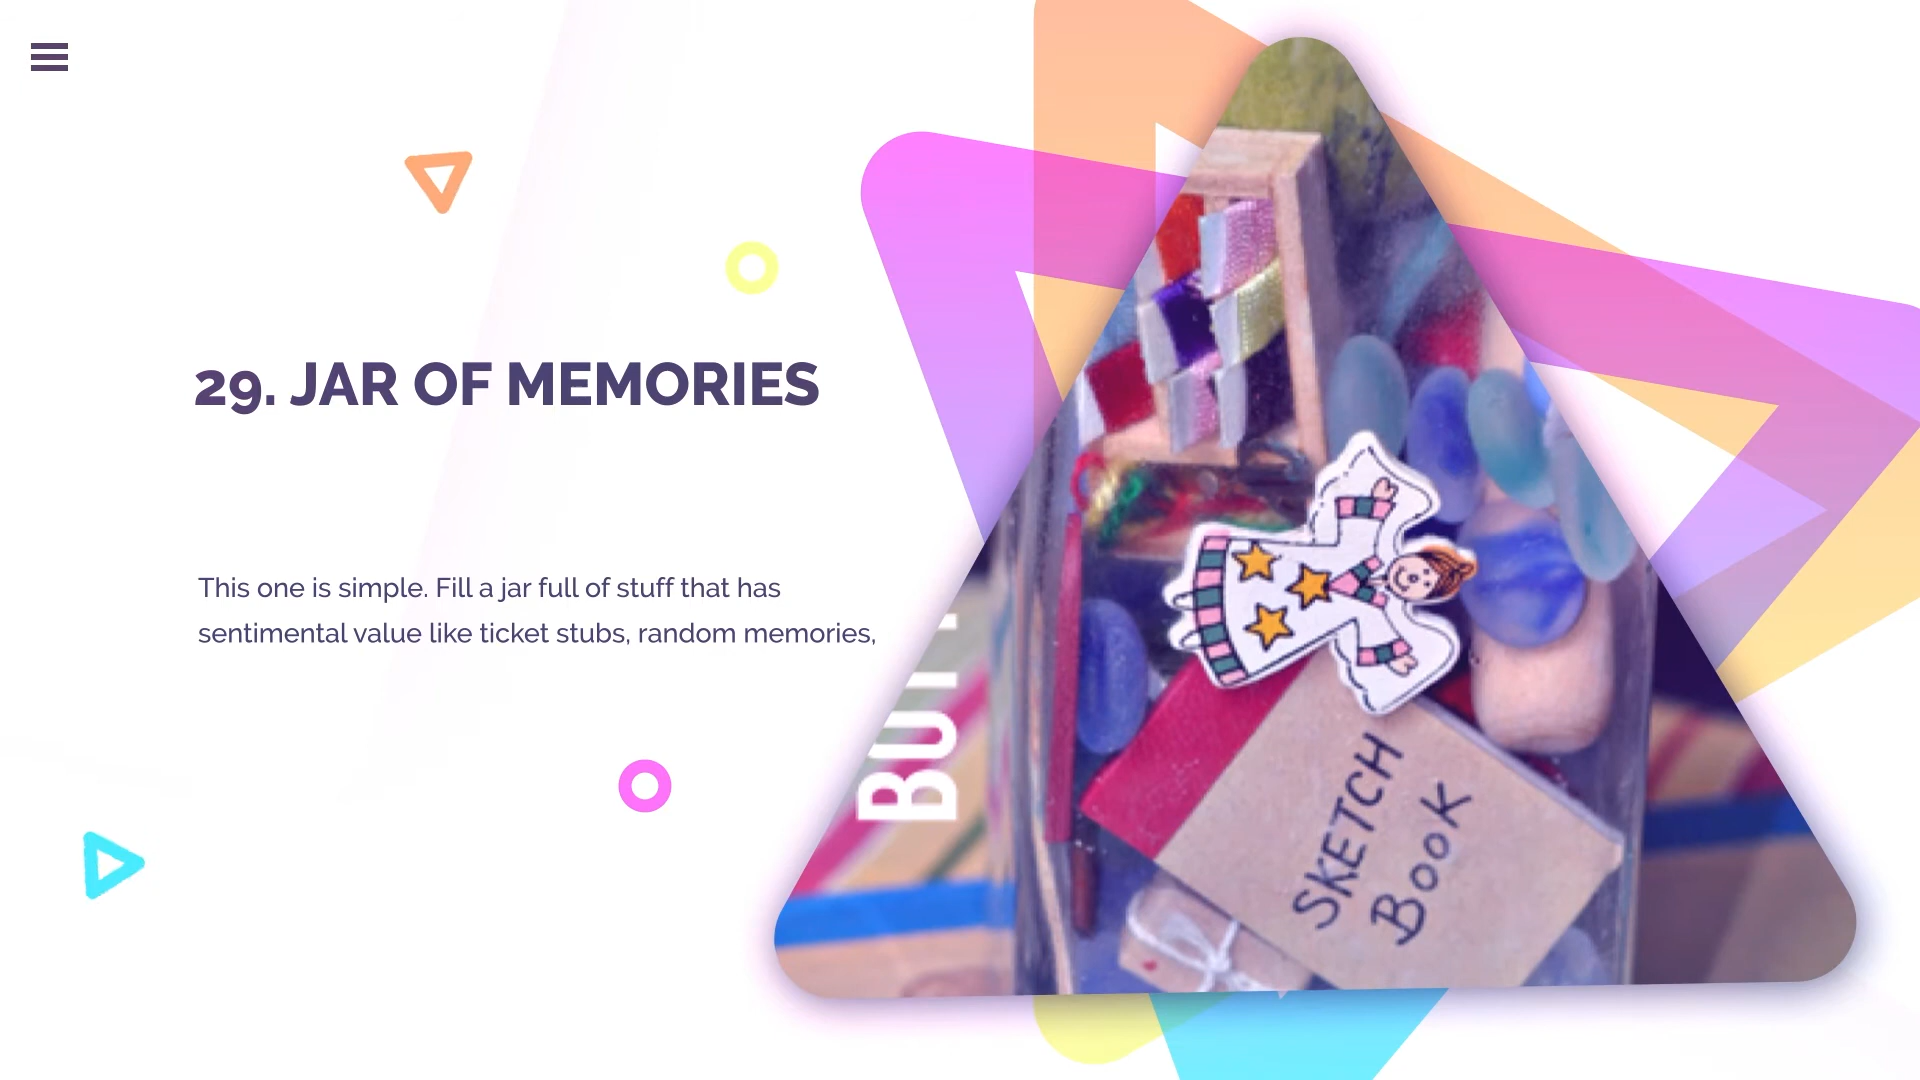 29. JAR OF MEMORIES
This one is simple. Fill a jar full of stuff that has
sentimental value like ticket stubs, random memories,
SKETCH
Book